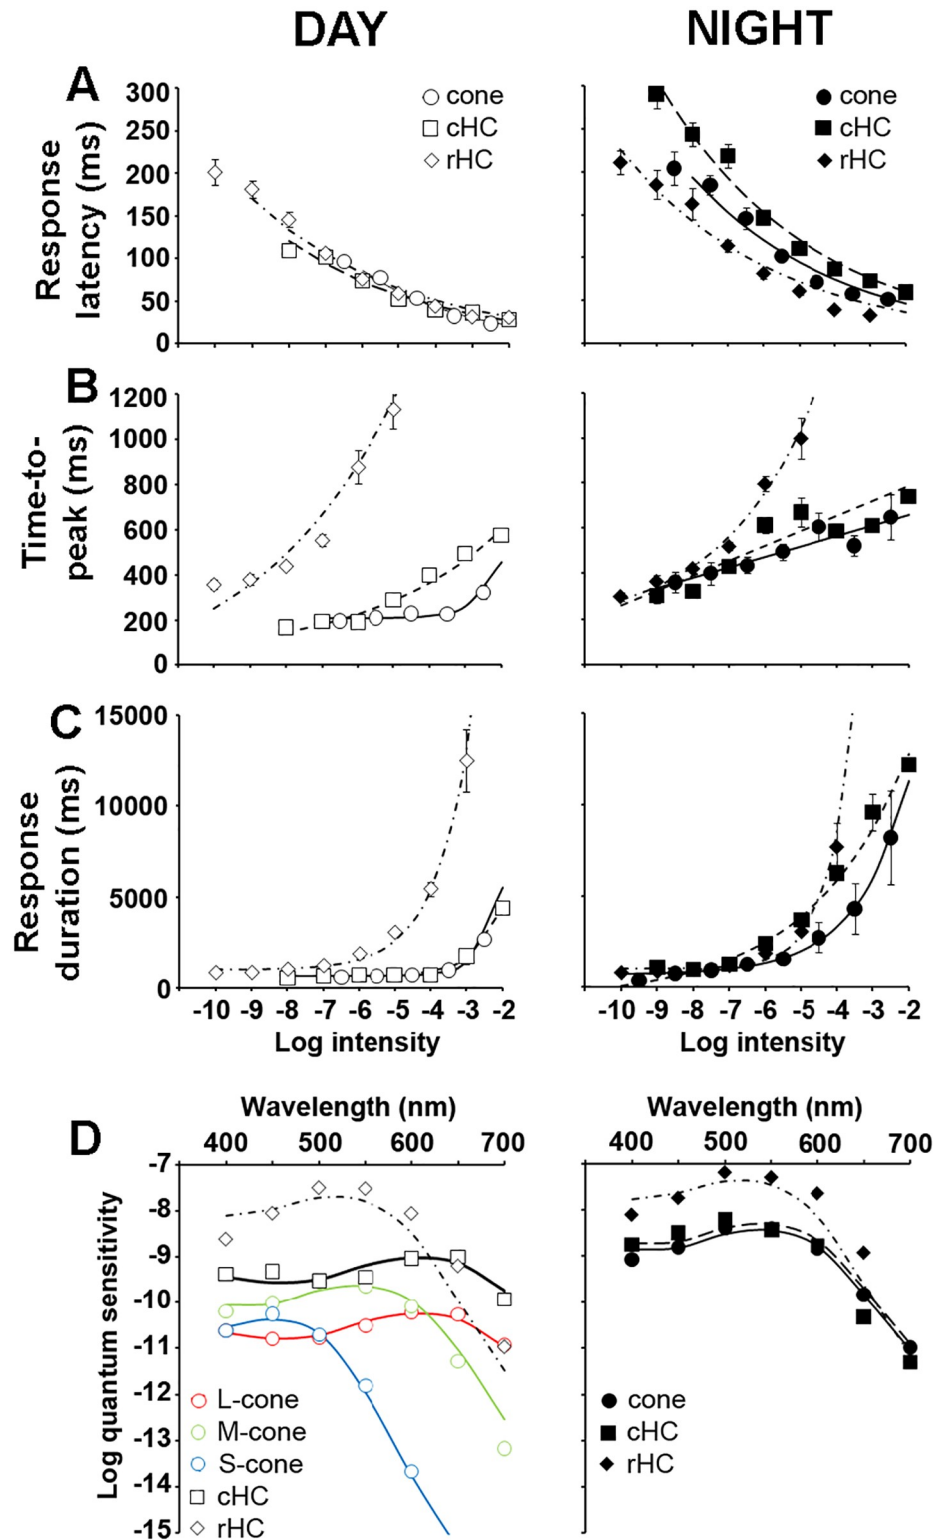 DAY
NIGHT
A
Response
latency (ms)
300
250
200
150
100
50
0
cone
cHC
rHC
cone
cHC
rHC
B
Time-to-
peak (ms)
1200
1000
800
600
400
200
0
C
Response
duration (ms)
15000
10000
5000
0
-10 -9 -8 -7 -6 -5 -4 -3 -2
Log intensity
-10 -9 -8 -7 -6 -5 -4 -3 -2
Log intensity
D
Wavelength (nm)
400 500 600 700
Wavelength (nm)
400 500 600 700
Log quantum sensitivity
-7
-8
-9
-10
-11
-12
-13
-14
-15
L-cone
M-cone
S-cone
cHC
rHC
cone
cHC
rHC